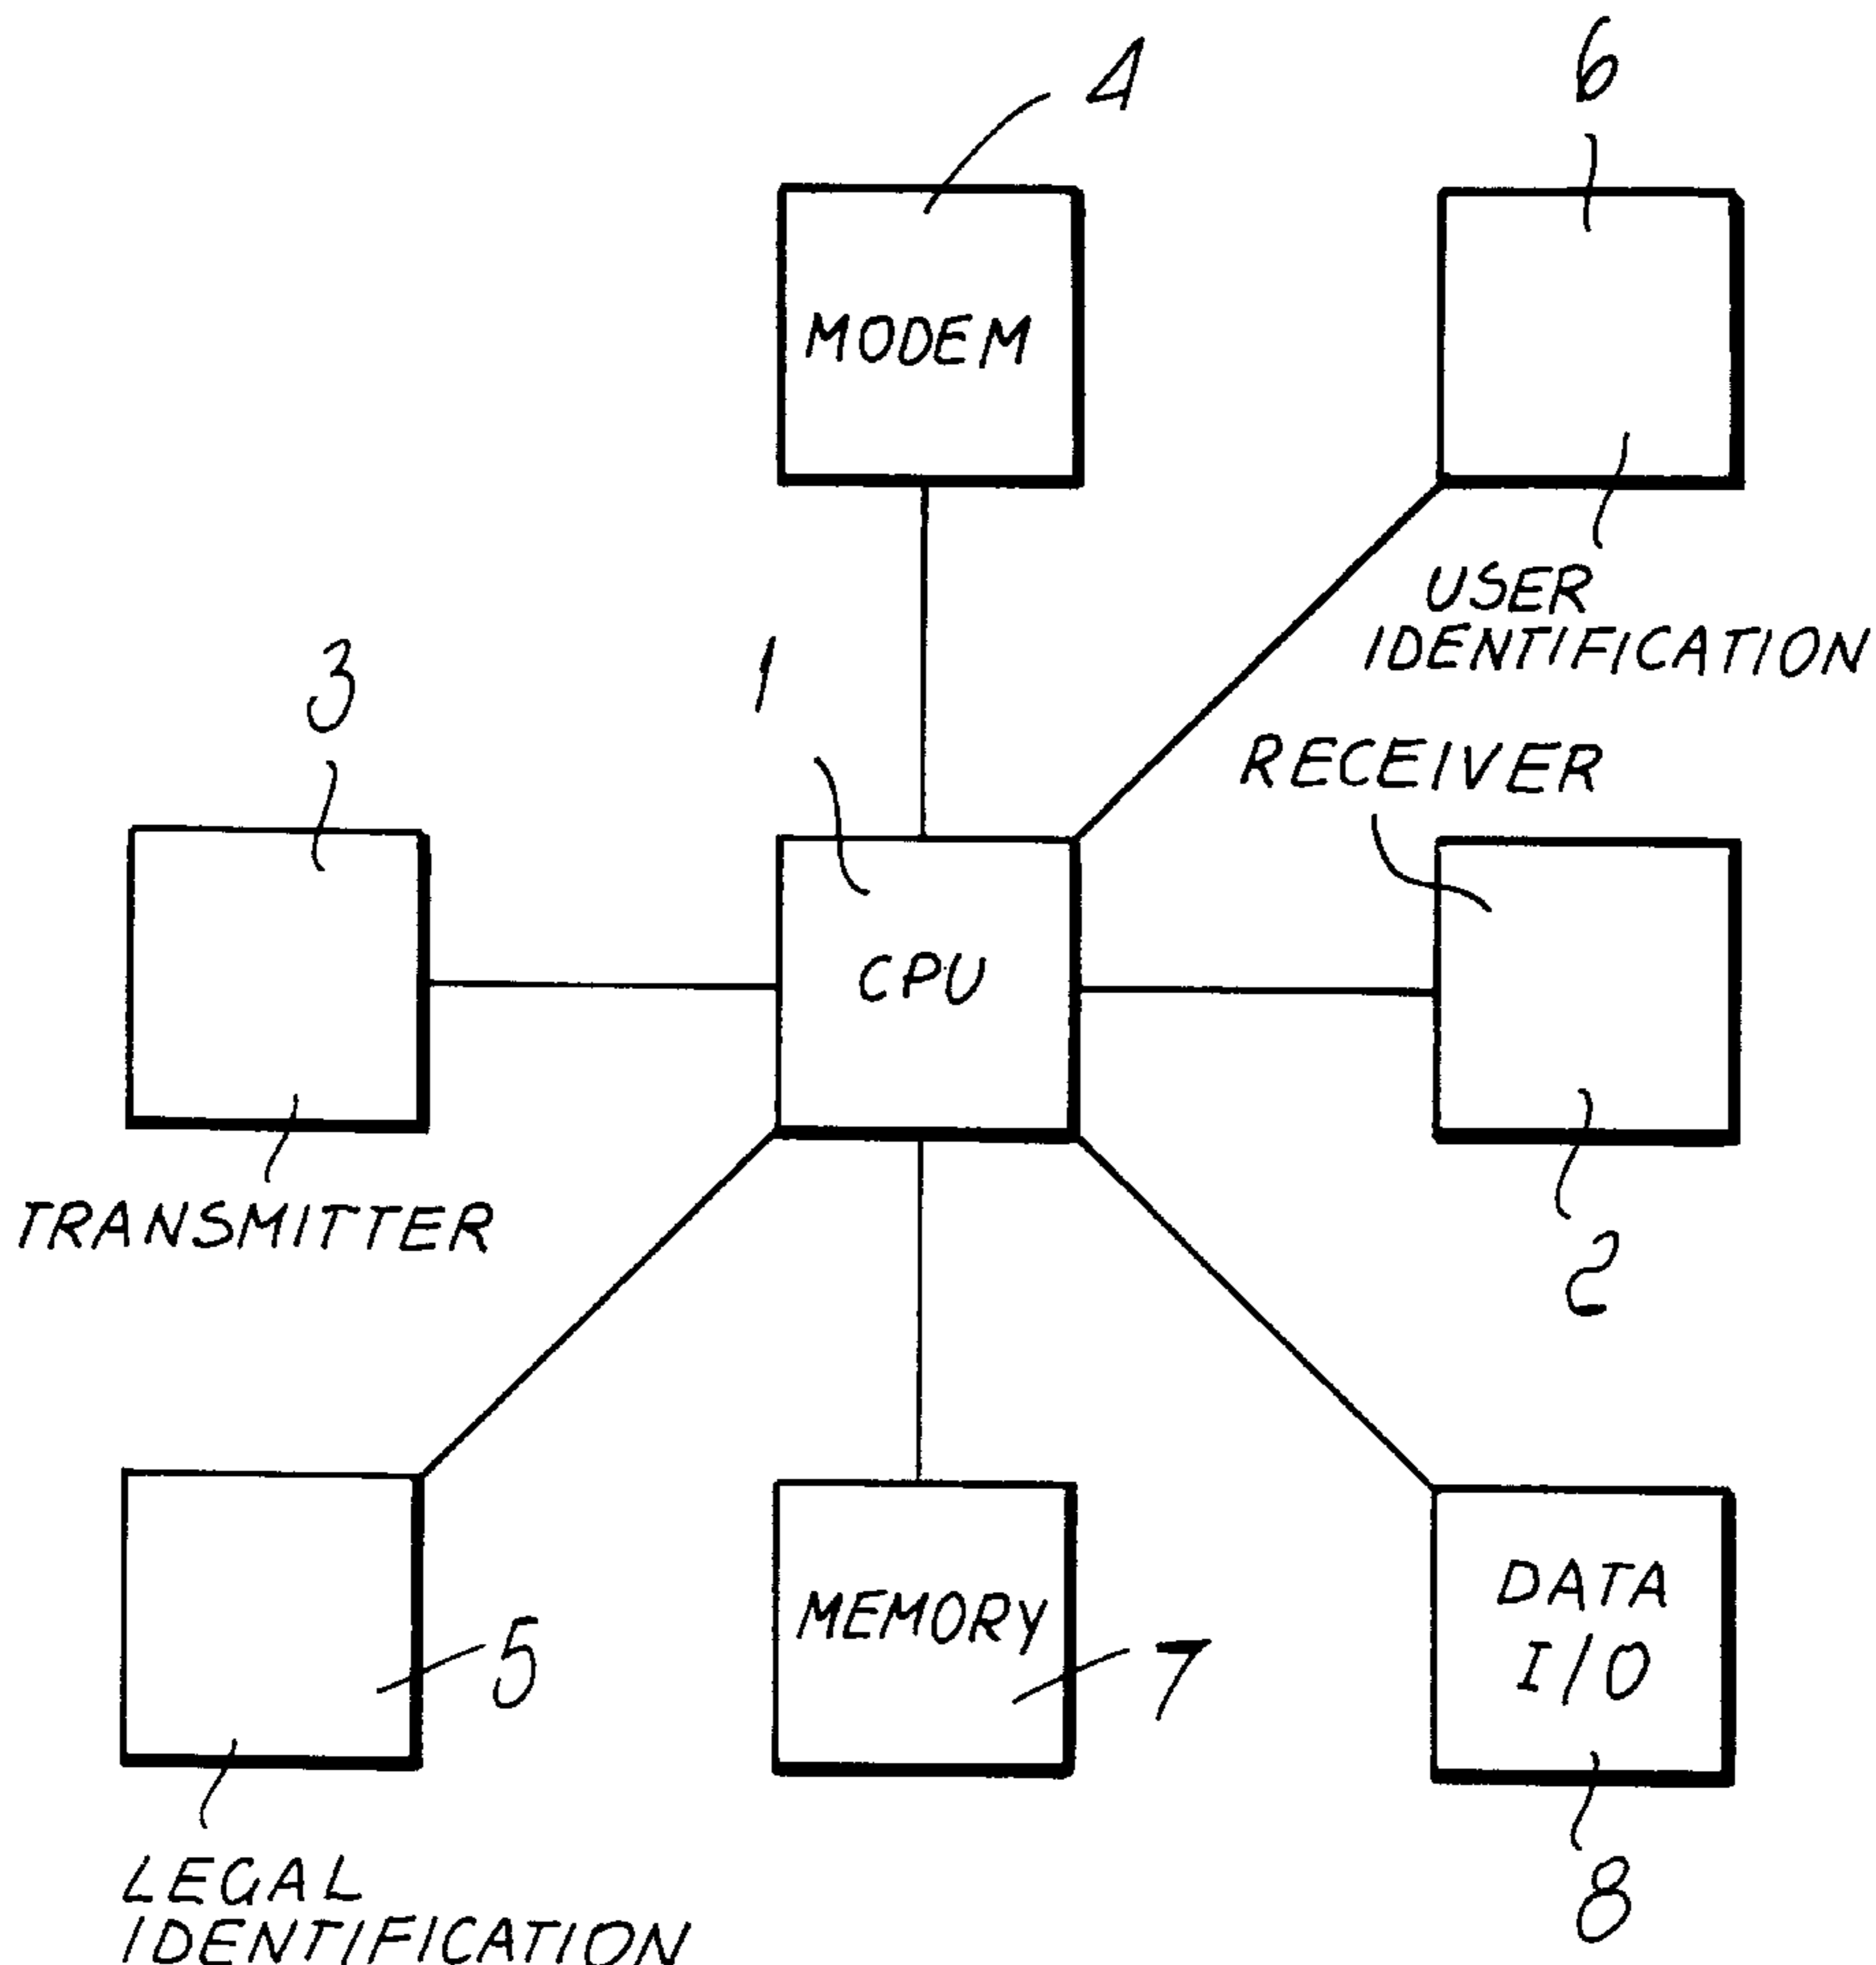 4
6
MODEM
USER
IDENTIFICATION
3
1
RECEIVER
CPU
TRANSMITTER
2
5
MEMORY
7
DATA
I/O
LEGAL
IDENTIFICATION
8